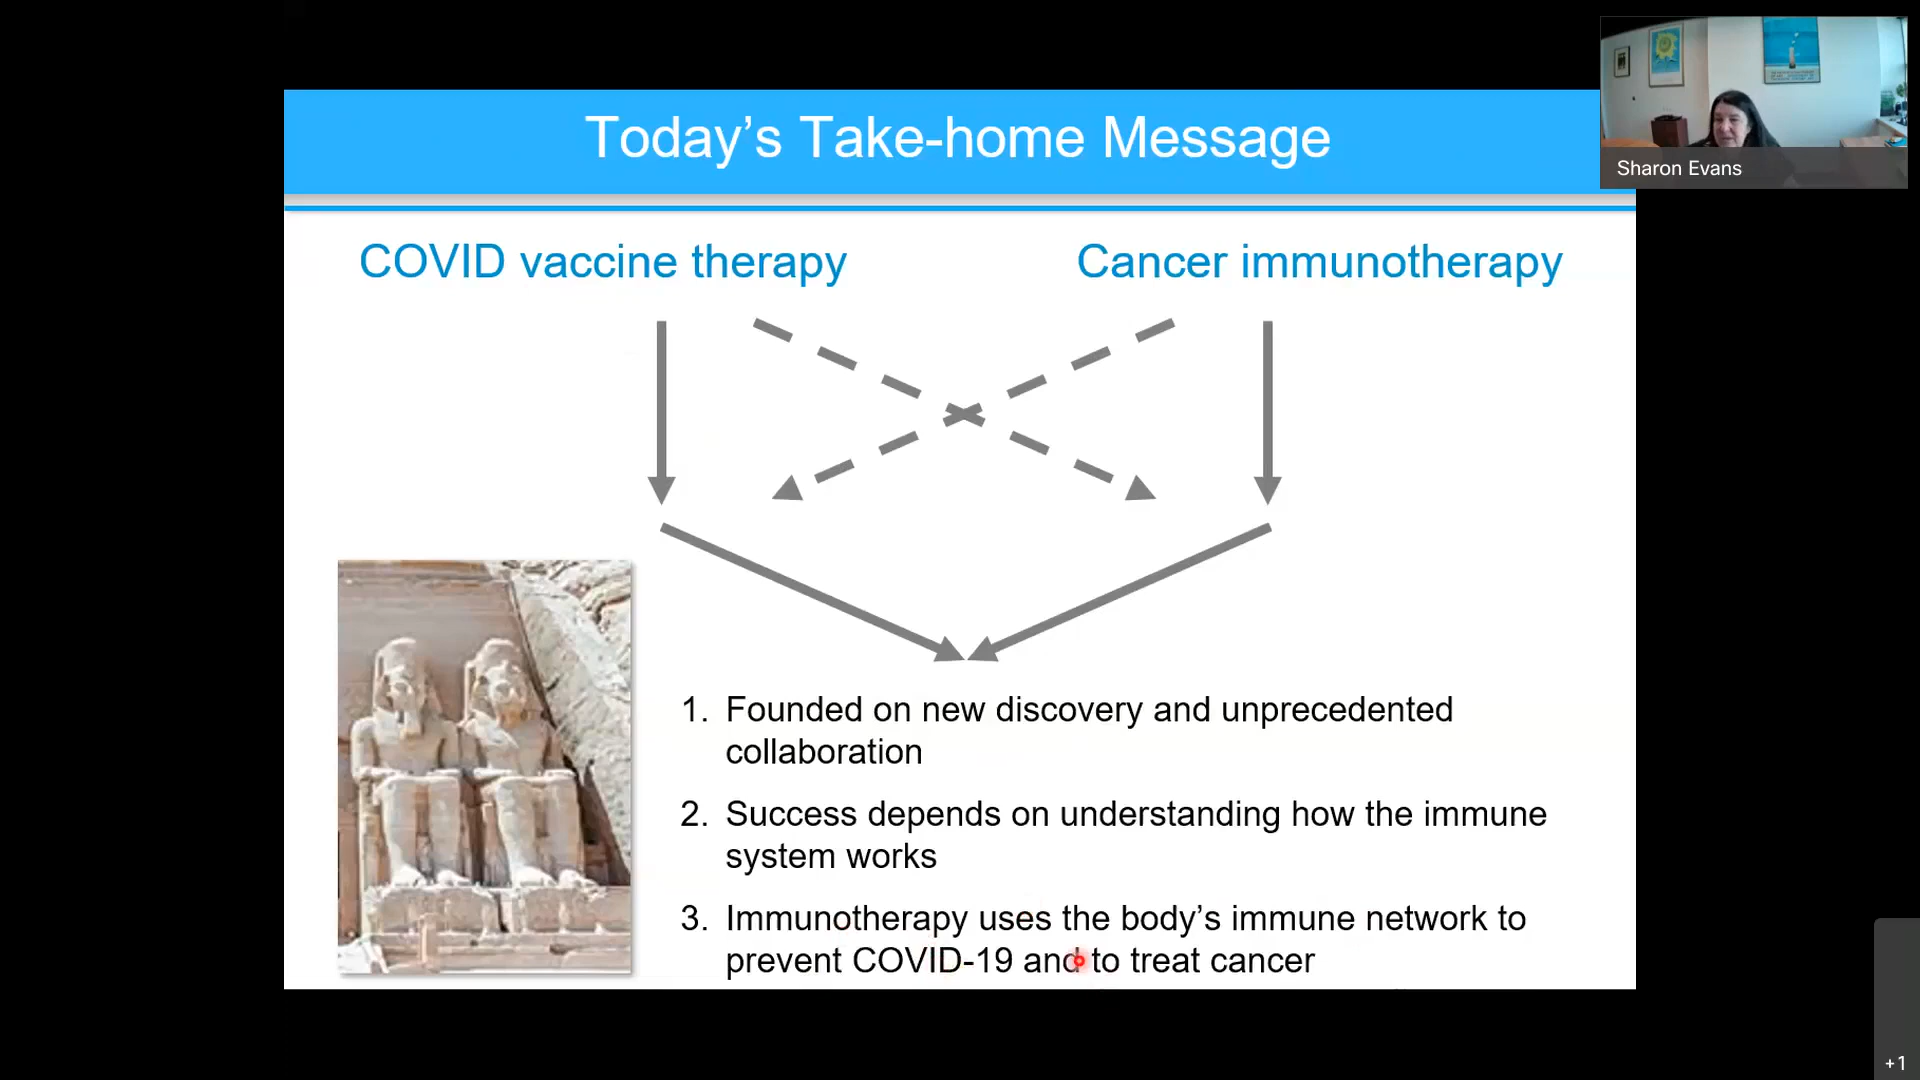 Today's Take-home Message
Sharon Evans
COVID vaccine therapy
Cancer immunotherapy
1. Founded on new discovery and unprecedented
collaboration
2. Success depends on understanding how the immune
system works
3. Immunotherapy uses the body's immune network to
prevent COVID-19 and to treat cancer
+1